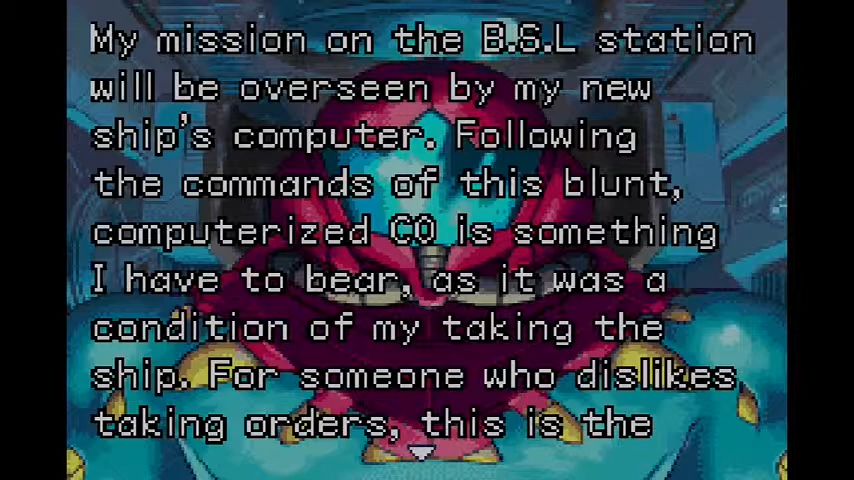 My mission on the B.S.L station
will be overseen by my new
ship's computer. Following
the commands of this blunt,
computerized CO is something
I have to bear, as it was a
condition of my taking the
ship. For someone who dislikes
taking orders, this is the